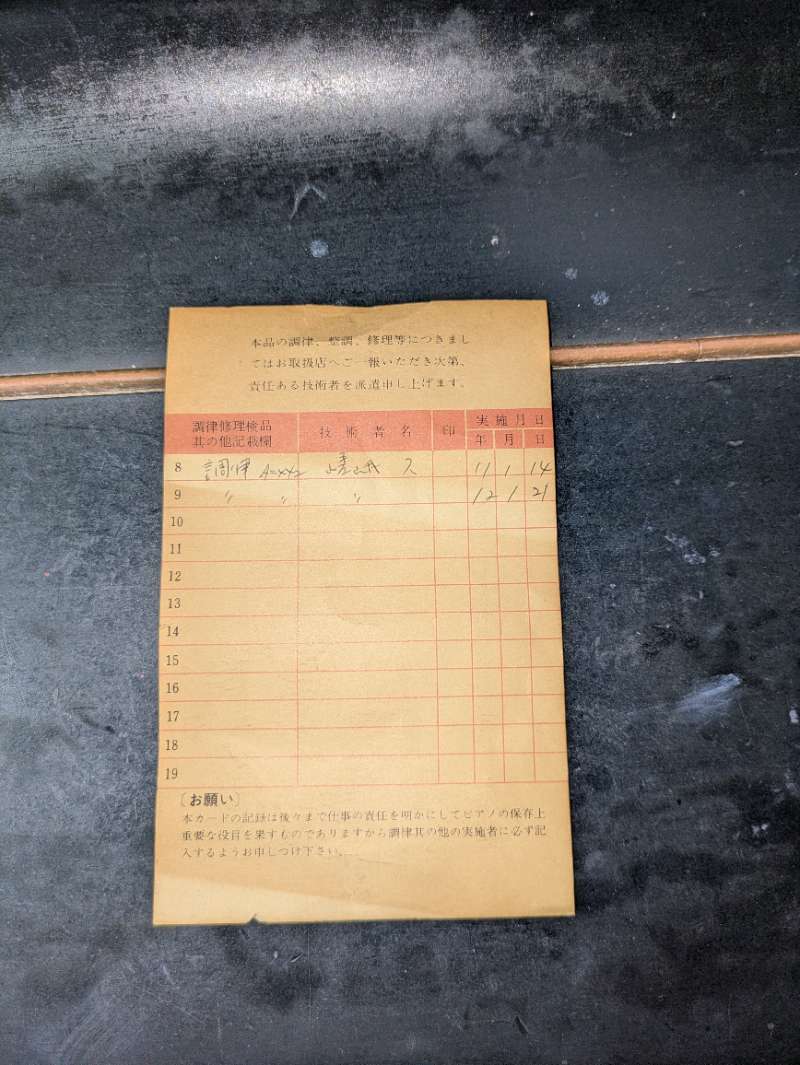 本品の調律、整調、修理等につきまし
てはお取扱店へご一報いただき次第、
責任ある技術者を派遣申し上げます。
調律修理検品 其の他記載欄 技術者名 印 実施月日 年 月 日
8 調律 A=442 11 1 14
9 〃 〃 〃 12 1 21
10
11
12
13
14
15
16
17
18
19
〔お願い〕
本カードの記録は後々まで仕事の責任を明かにしてピアノの保存上
重要な役目を果すものでありますから調律其の他の実施者に必ず記
入するようお申しつけ下さい。